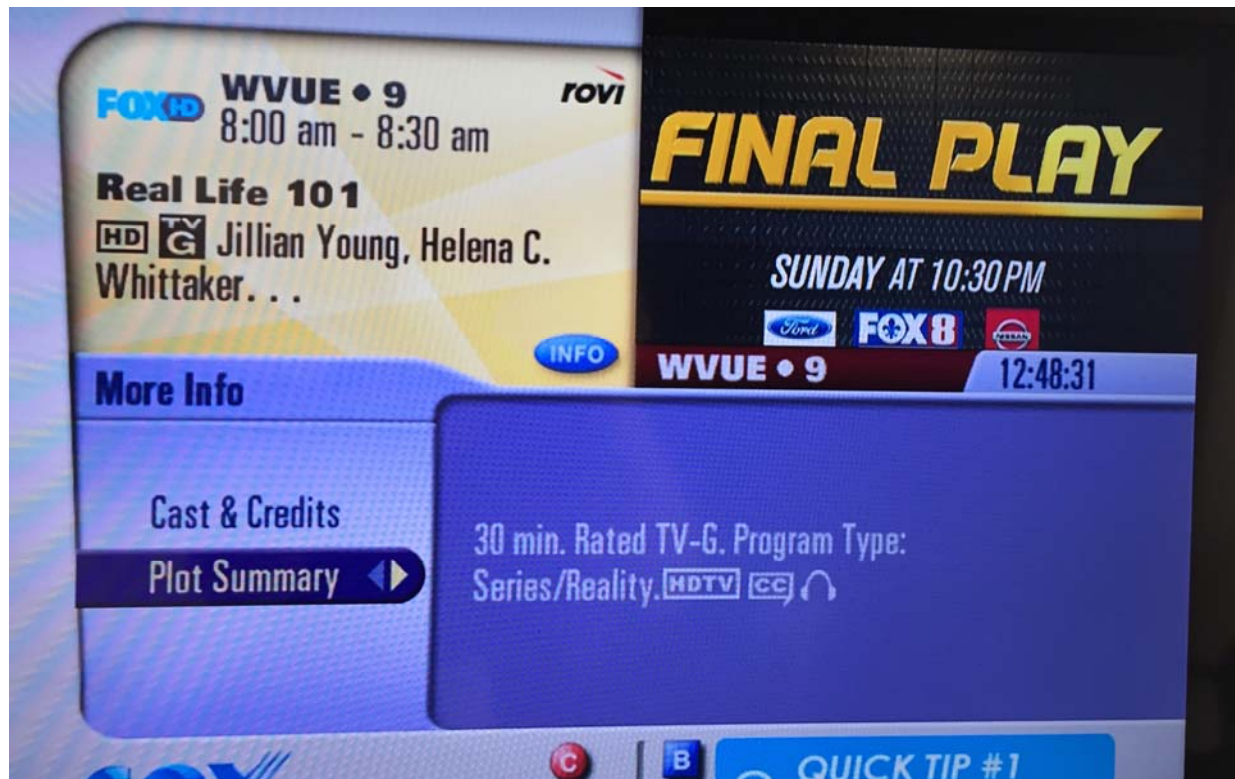 FOX HD
WVUE • 9
rovi
8:00 am - 8:30 am
Real Life 101
HD TV G Jillian Young, Helena C.
Whittaker. . .
INFO
FINAL PLAY
SUNDAY AT 10:30 PM
Ford FOX 8 NISSAN
WVUE • 9
12:48:31
More Info
Cast & Credits
Plot Summary
30 min. Rated TV-G. Program Type:
Series/Reality. HDTV CC
COX
C
B
QUICK TIP #1